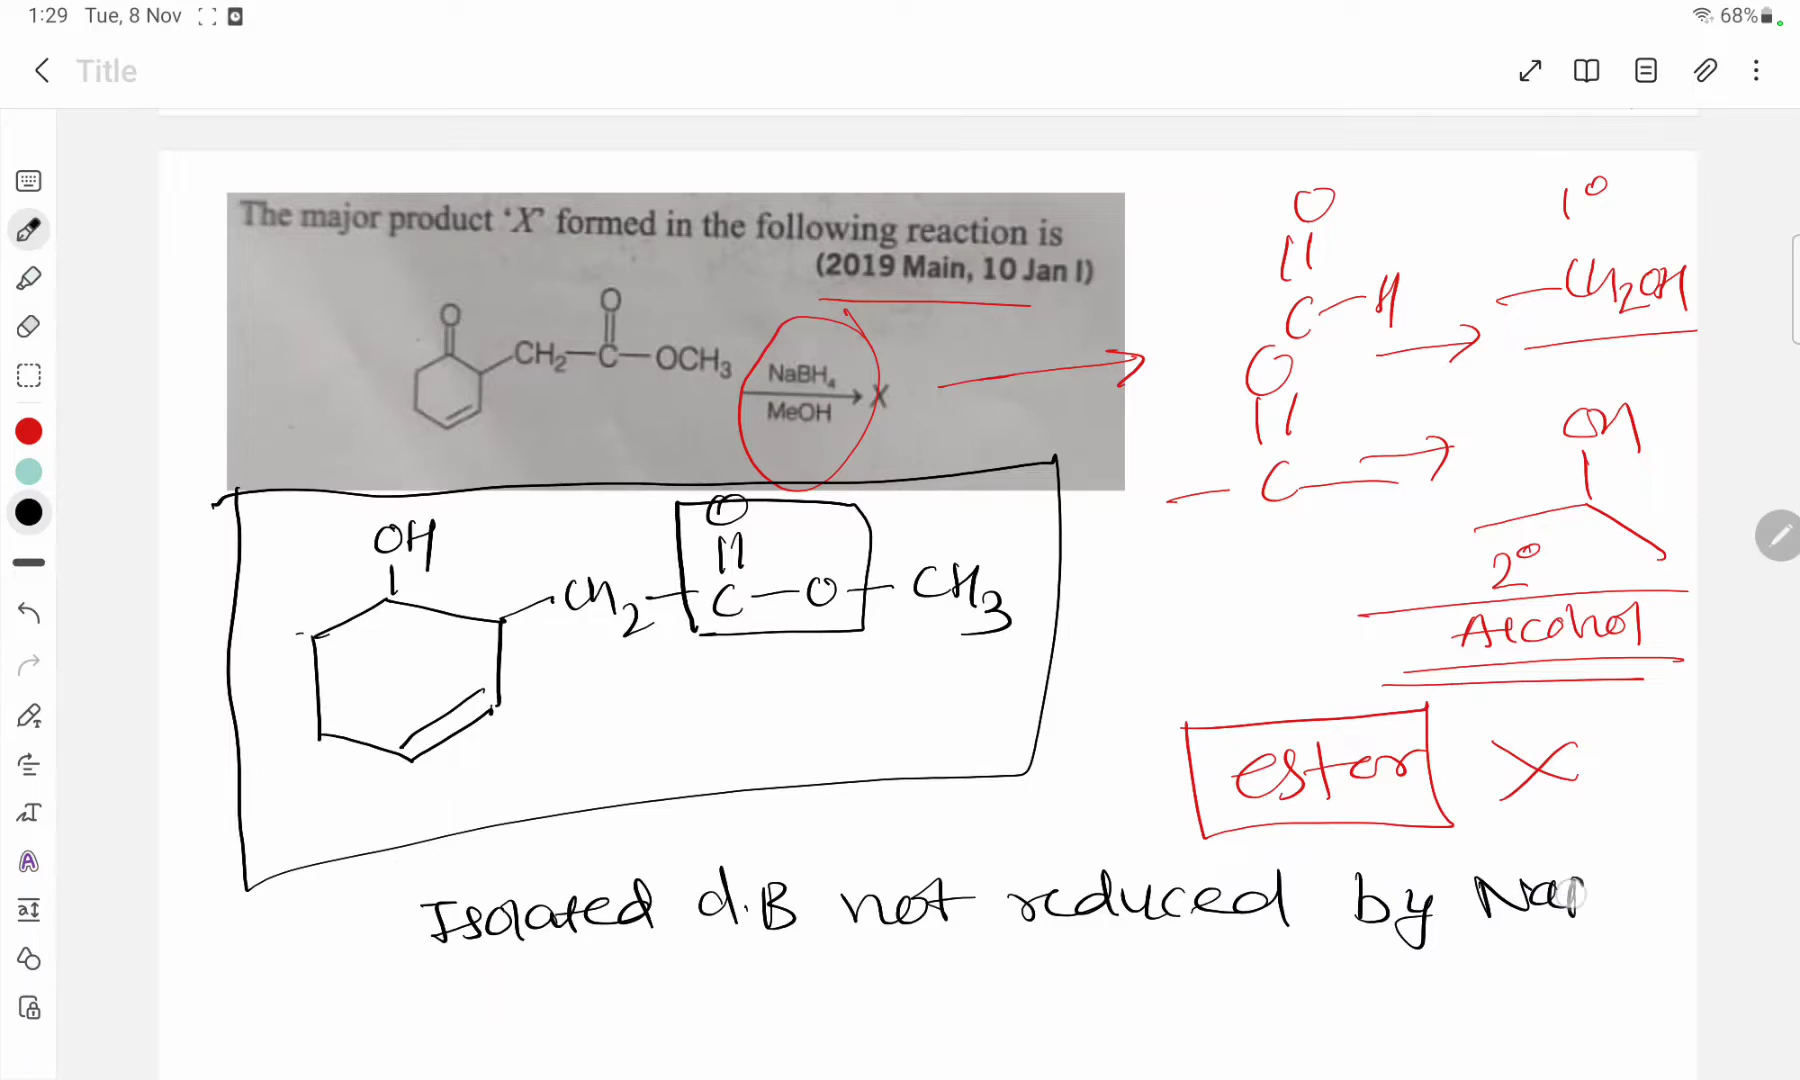 1:29 Tue, 8 Nov
68%
Title
The major product 'X' formed in the following reaction is
(2019 Main, 10 Jan I)
O
O
CH₂—C—OCH₃
NaBH₄
MeOH
X
O
C—H
1°
—CH₂OH
O
C
OH
2°
Alcohol
OH
O
CH₂—C—O—CH₃
ester X
Isolated d.B not reduced by Na